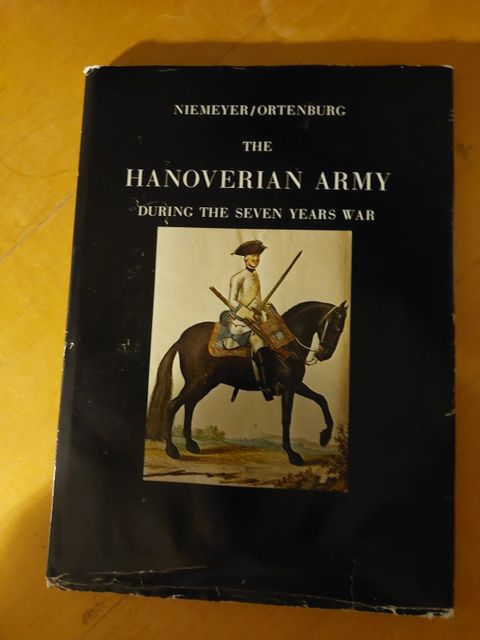 NIEMEYER/ORTENBURG
THE
HANOVERIAN ARMY
DURING THE SEVEN YEARS WAR